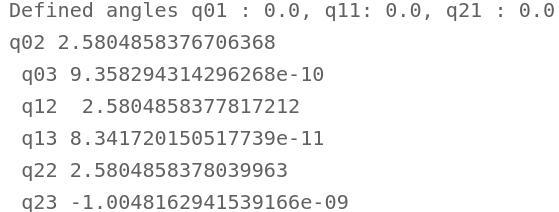 Defined angles q01 : 0.0, q11: 0.0, q21 : 0.0
q02 2.5804858376706368
q03 9.358294314296268e-10
q12  2.5804858377817212
q13 8.341720150517739e-11
q22 2.5804858378039963
q23 -1.0048162941539166e-09